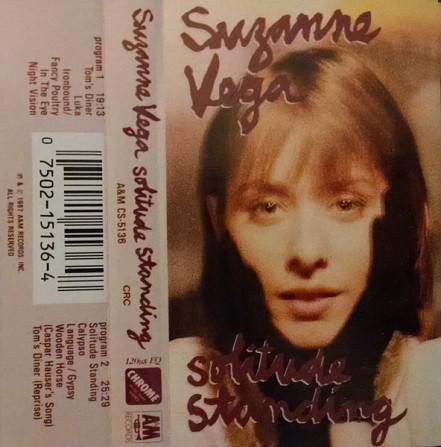 Suzanne
Vega
solitude
standing
Suzanne Vega solitude standing
A&M CS-5136
CRC
120µs EQ
CHROME
A&M
RECORDS
program 1 19:13
Tom's Diner
Luka
Ironbound/
Fancy Poultry
In The Eye
Night Vision
0 7502-15136-4
℗ & © 1987 A&M RECORDS, INC.
ALL RIGHTS RESERVED
program 2 25:29
Solitude Standing
Calypso
Language / Gypsy
Wooden Horse
(Caspar Hauser's Song)
Tom's Diner (Reprise)